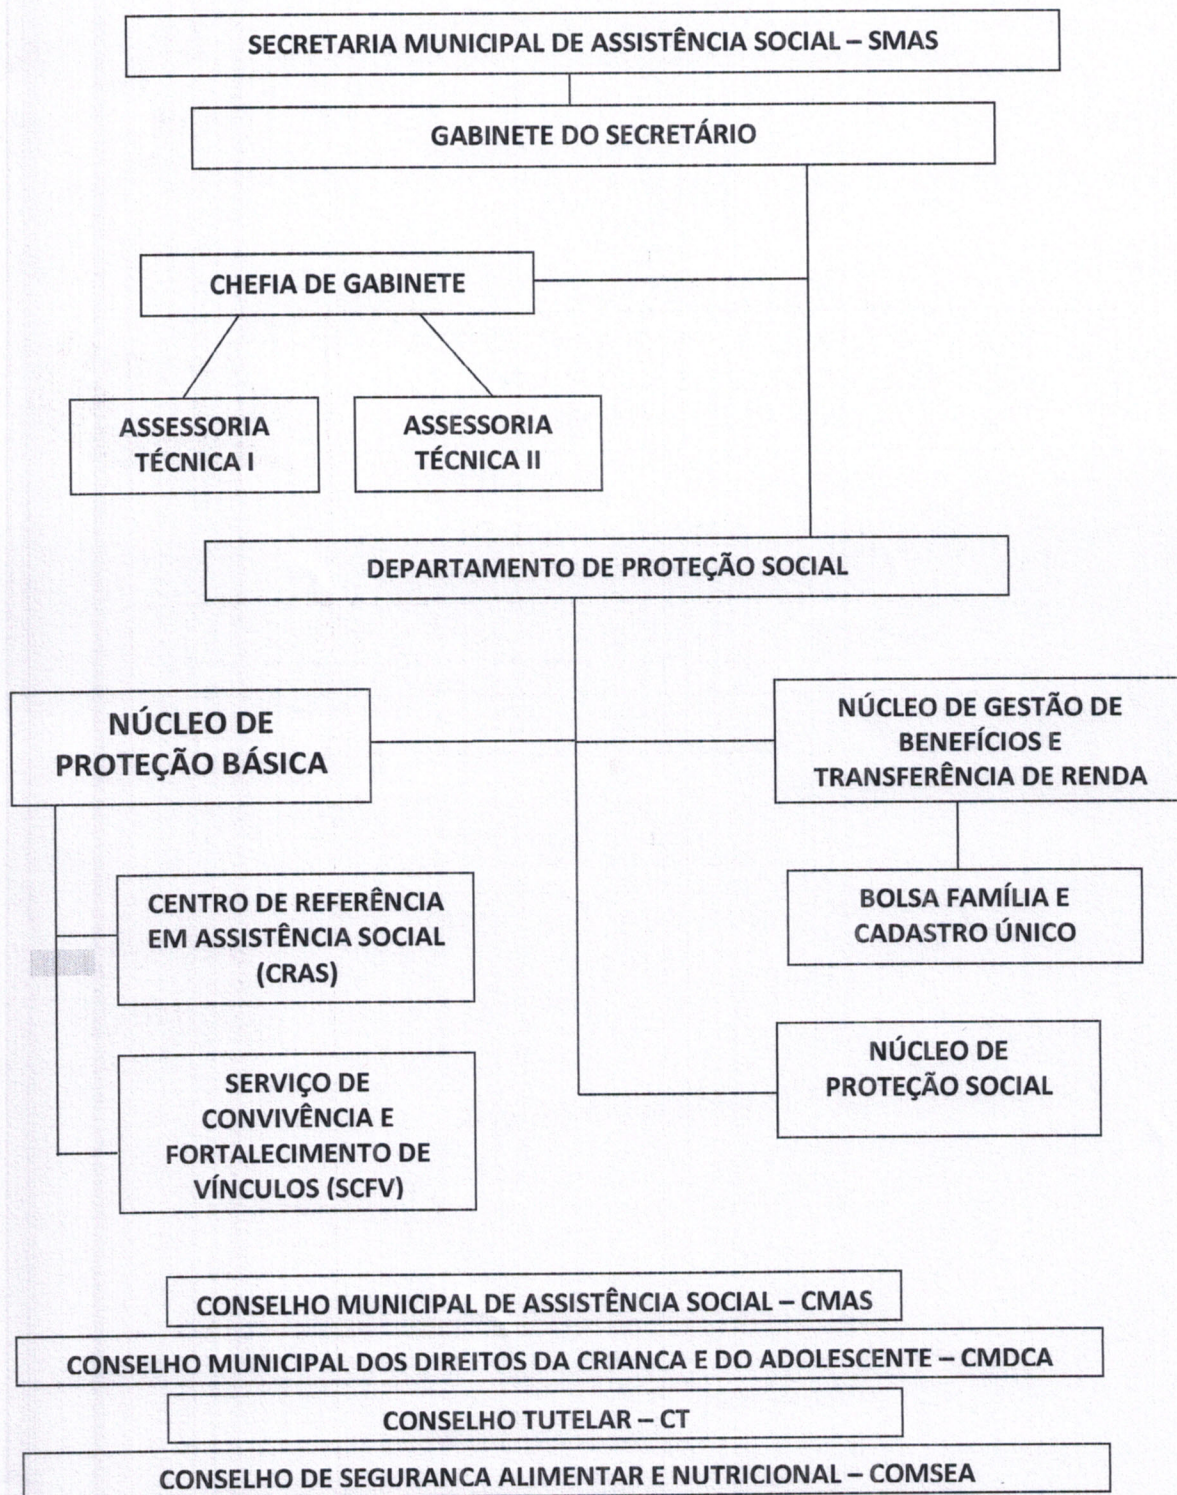 SECRETARIA MUNICIPAL DE ASSISTÊNCIA SOCIAL – SMAS
GABINETE DO SECRETÁRIO
CHEFIA DE GABINETE
ASSESSORIA
TÉCNICA I
ASSESSORIA
TÉCNICA II
DEPARTAMENTO DE PROTEÇÃO SOCIAL
NÚCLEO DE
PROTEÇÃO BÁSICA
NÚCLEO DE GESTÃO DE
BENEFÍCIOS E
TRANSFERÊNCIA DE RENDA
CENTRO DE REFERÊNCIA
EM ASSISTÊNCIA SOCIAL
(CRAS)
BOLSA FAMÍLIA E
CADASTRO ÚNICO
SERVIÇO DE
CONVIVÊNCIA E
FORTALECIMENTO DE
VÍNCULOS (SCFV)
NÚCLEO DE
PROTEÇÃO SOCIAL
CONSELHO MUNICIPAL DE ASSISTÊNCIA SOCIAL – CMAS
CONSELHO MUNICIPAL DOS DIREITOS DA CRIANCA E DO ADOLESCENTE – CMDCA
CONSELHO TUTELAR – CT
CONSELHO DE SEGURANCA ALIMENTAR E NUTRICIONAL – COMSEA